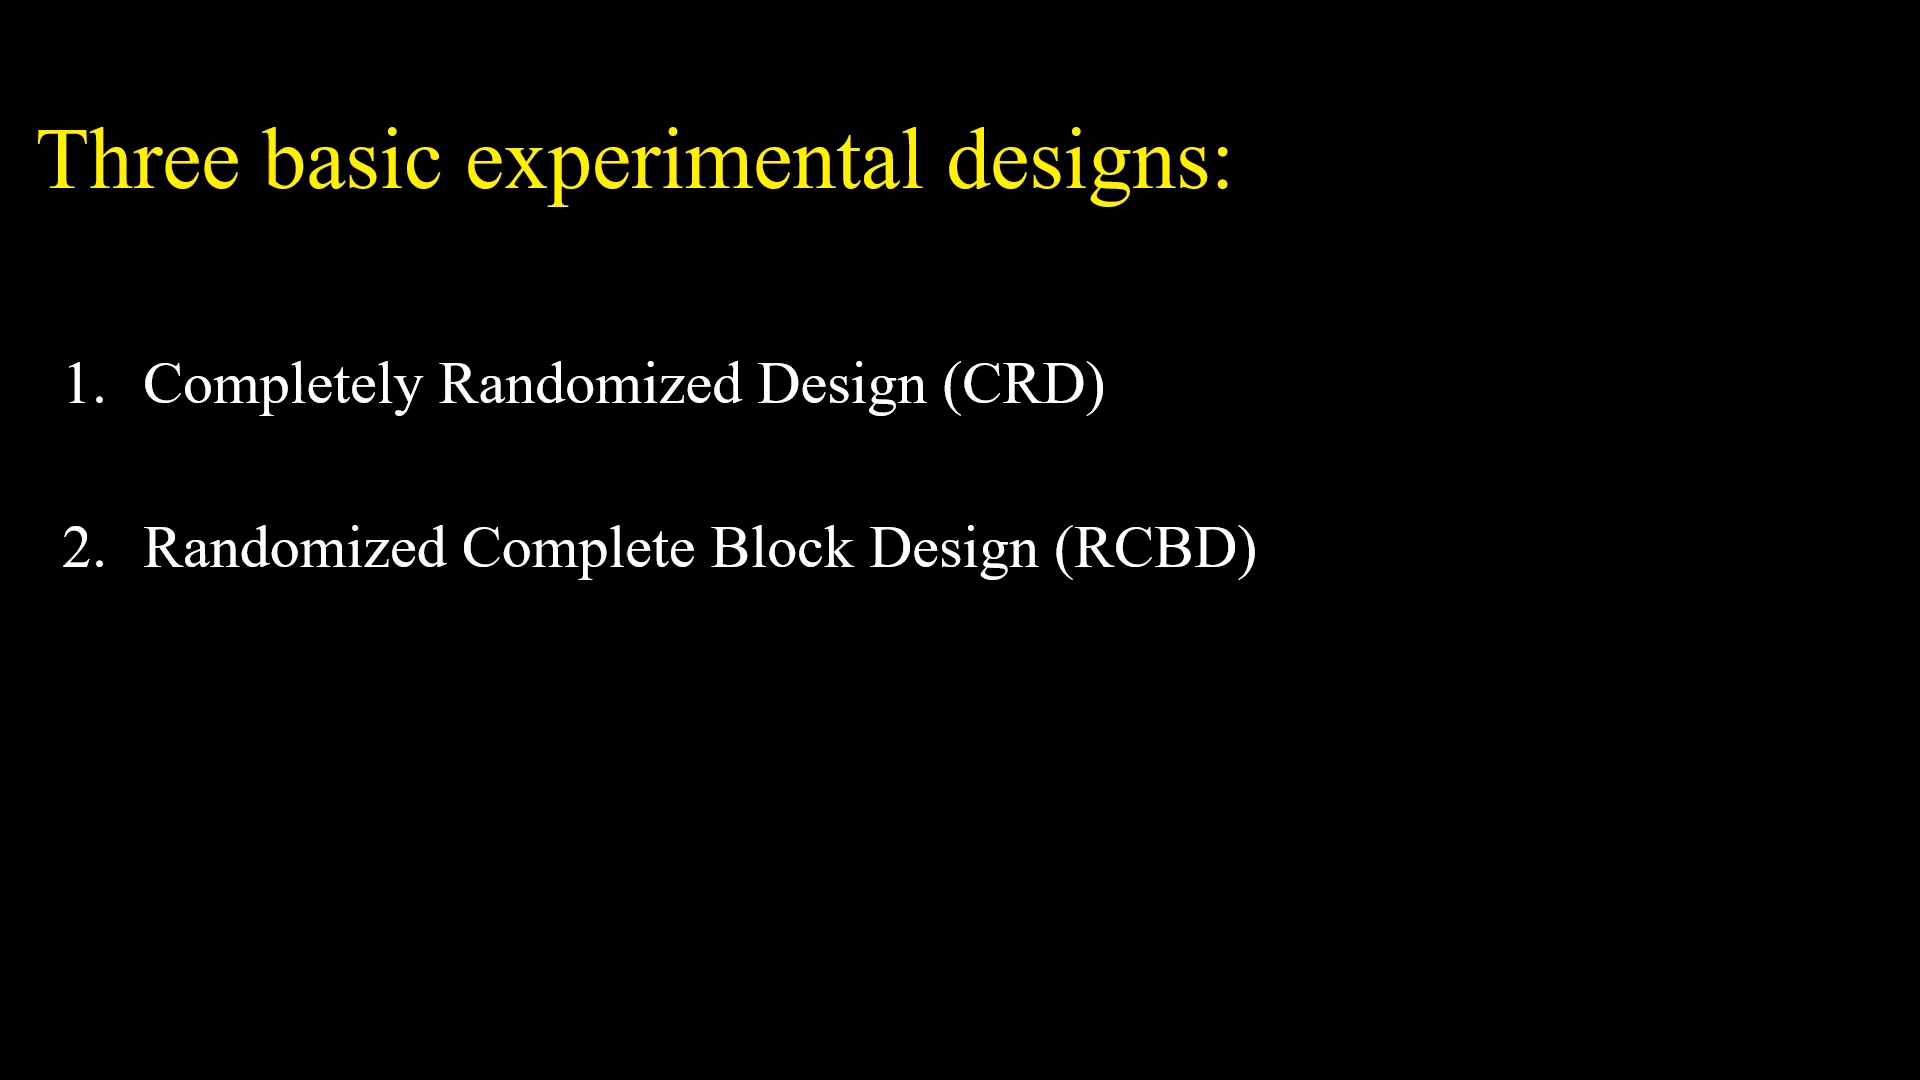 Three basic experimental designs:
1. Completely Randomized Design (CRD)
2. Randomized Complete Block Design (RCBD)